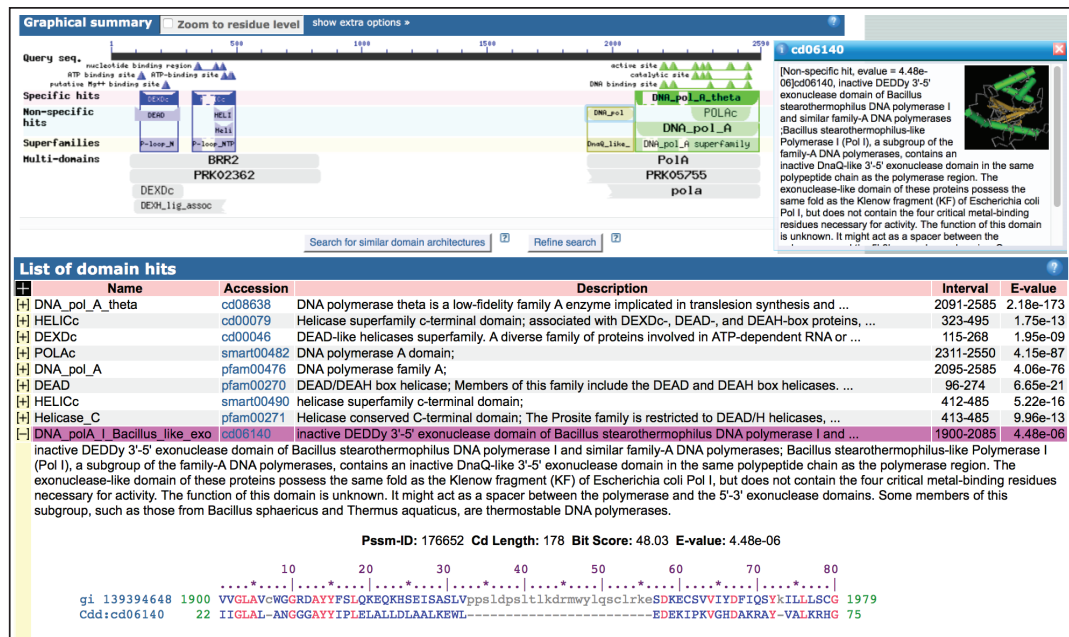 Graphical summary Zoom to residue level show extra options » ?
1 500 1000 1500 2000 2590
Query seq.
nucleotide binding region
ATP binding site ATP-binding site
putative Mg++ binding site
active site
catalytic site
DNA binding site
Specific hits DEXDc DNA_pol_A_theta
Non-specific hits DEAD HELI DNA_pol POLAc
Heli DNA_pol_A
Superfamilies P-loop_N P-loop_NTP DnaQ_like_ DNA_pol_A superfamily
Multi-domains BRR2 PolA
PRK02362 PRK05755
DEXDc pola
DEXH_lig_assoc
Search for similar domain architectures ? Refine search ?
cd06140
[Non-specific hit, evalue = 4.48e-
06]cd06140, inactive DEDDy 3'-5'
exonuclease domain of Bacillus
stearothermophilus DNA polymerase I
and similar family-A DNA polymerases
;Bacillus stearothermophilus-like
Polymerase I (Pol I), a subgroup of the
family-A DNA polymerases, contains an
inactive DnaQ-like 3'-5' exonuclease domain in the same
polypeptide chain as the polymerase region. The
exonuclease-like domain of these proteins possess the
same fold as the Klenow fragment (KF) of Escherichia coli
Pol I, but does not contain the four critical metal-binding
residues necessary for activity. The function of this domain
is unknown. It might act as a spacer between the
List of domain hits ?
Name Accession Description Interval E-value
[+] DNA_pol_A_theta cd08638 DNA polymerase theta is a low-fidelity family A enzyme implicated in translesion synthesis and ... 2091-2585 2.18e-173
[+] HELICc cd00079 Helicase superfamily c-terminal domain; associated with DEXDc-, DEAD-, and DEAH-box proteins, ... 323-495 1.75e-13
[+] DEXDc cd00046 DEAD-like helicases superfamily. A diverse family of proteins involved in ATP-dependent RNA or ... 115-268 1.95e-09
[+] POLAc smart00482 DNA polymerase A domain; 2311-2550 4.15e-87
[+] DNA_pol_A pfam00476 DNA polymerase family A; 2095-2585 4.06e-76
[+] DEAD pfam00270 DEAD/DEAH box helicase; Members of this family include the DEAD and DEAH box helicases. ... 96-274 6.65e-21
[+] HELICc smart00490 helicase superfamily c-terminal domain; 412-485 5.22e-16
[+] Helicase_C pfam00271 Helicase conserved C-terminal domain; The Prosite family is restricted to DEAD/H helicases, ... 413-485 9.96e-13
[–] DNA_polA_I_Bacillus_like_exo cd06140 inactive DEDDy 3'-5' exonuclease domain of Bacillus stearothermophilus DNA polymerase I and ... 1900-2085 4.48e-06
inactive DEDDy 3'-5' exonuclease domain of Bacillus stearothermophilus DNA polymerase I and similar family-A DNA polymerases; Bacillus stearothermophilus-like Polymerase I
(Pol I), a subgroup of the family-A DNA polymerases, contains an inactive DnaQ-like 3'-5' exonuclease domain in the same polypeptide chain as the polymerase region. The
exonuclease-like domain of these proteins possess the same fold as the Klenow fragment (KF) of Escherichia coli Pol I, but does not contain the four critical metal-binding residues
necessary for activity. The function of this domain is unknown. It might act as a spacer between the polymerase and the 5'-3' exonuclease domains. Some members of this
subgroup, such as those from Bacillus sphaericus and Thermus aquaticus, are thermostable DNA polymerases.
Pssm-ID: 176652 Cd Length: 178 Bit Score: 48.03 E-value: 4.48e-06
10 20 30 40 50 60 70 80
....*....|....*....|....*....|....*....|....*....|....*....|....*....|....*....|
gi 139394648 1900 VVGLAVcWGGRDAYYFSLQKEQKHSEISASLVppsldpsltlkdrmwylqsclrkeSDKECSVVIYDFIQSYkILLLSCG 1979
Cdd:cd06140 22 IIGLAL-ANGGGAYYIPLELALLDLAALKEWL------------------------EDEKIPKVGHDAKRAY-VALKRHG 75